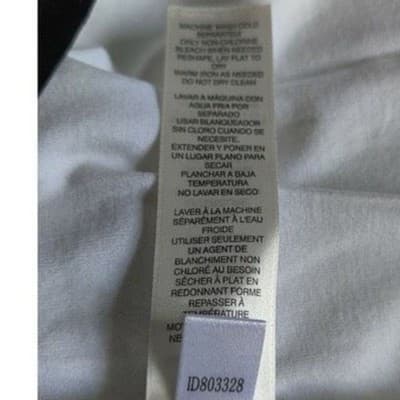 MACHINE WASH COLD
SEPARATELY
ONLY NON-CHLORINE
BLEACH WHEN NEEDED
RESHAPE, LAY FLAT TO
DRY
WARM IRON AS NEEDED
DO NOT DRY CLEAN
LAVAR A MÁQUINA CON
AGUA FRIA POR
SEPARADO
USAR BLANQUEADOR
SIN CLORO CUANDO SE
NECESITE.
EXTENDER Y PONER EN
UN LUGAR PLANO PARA
SECAR
PLANCHAR A BAJA
TEMPERATURA
NO LAVAR EN SECO
LAVER À LA MACHINE
SÉPARÉMENT À L'EAU
FROIDE
UTILISER SEULEMENT
UN AGENT DE
BLANCHIMENT NON
CHLORÉ AU BESOIN
SÉCHER À PLAT EN
REDONNANT FORME
REPASSER À
TEMPÉRATURE
ID803328